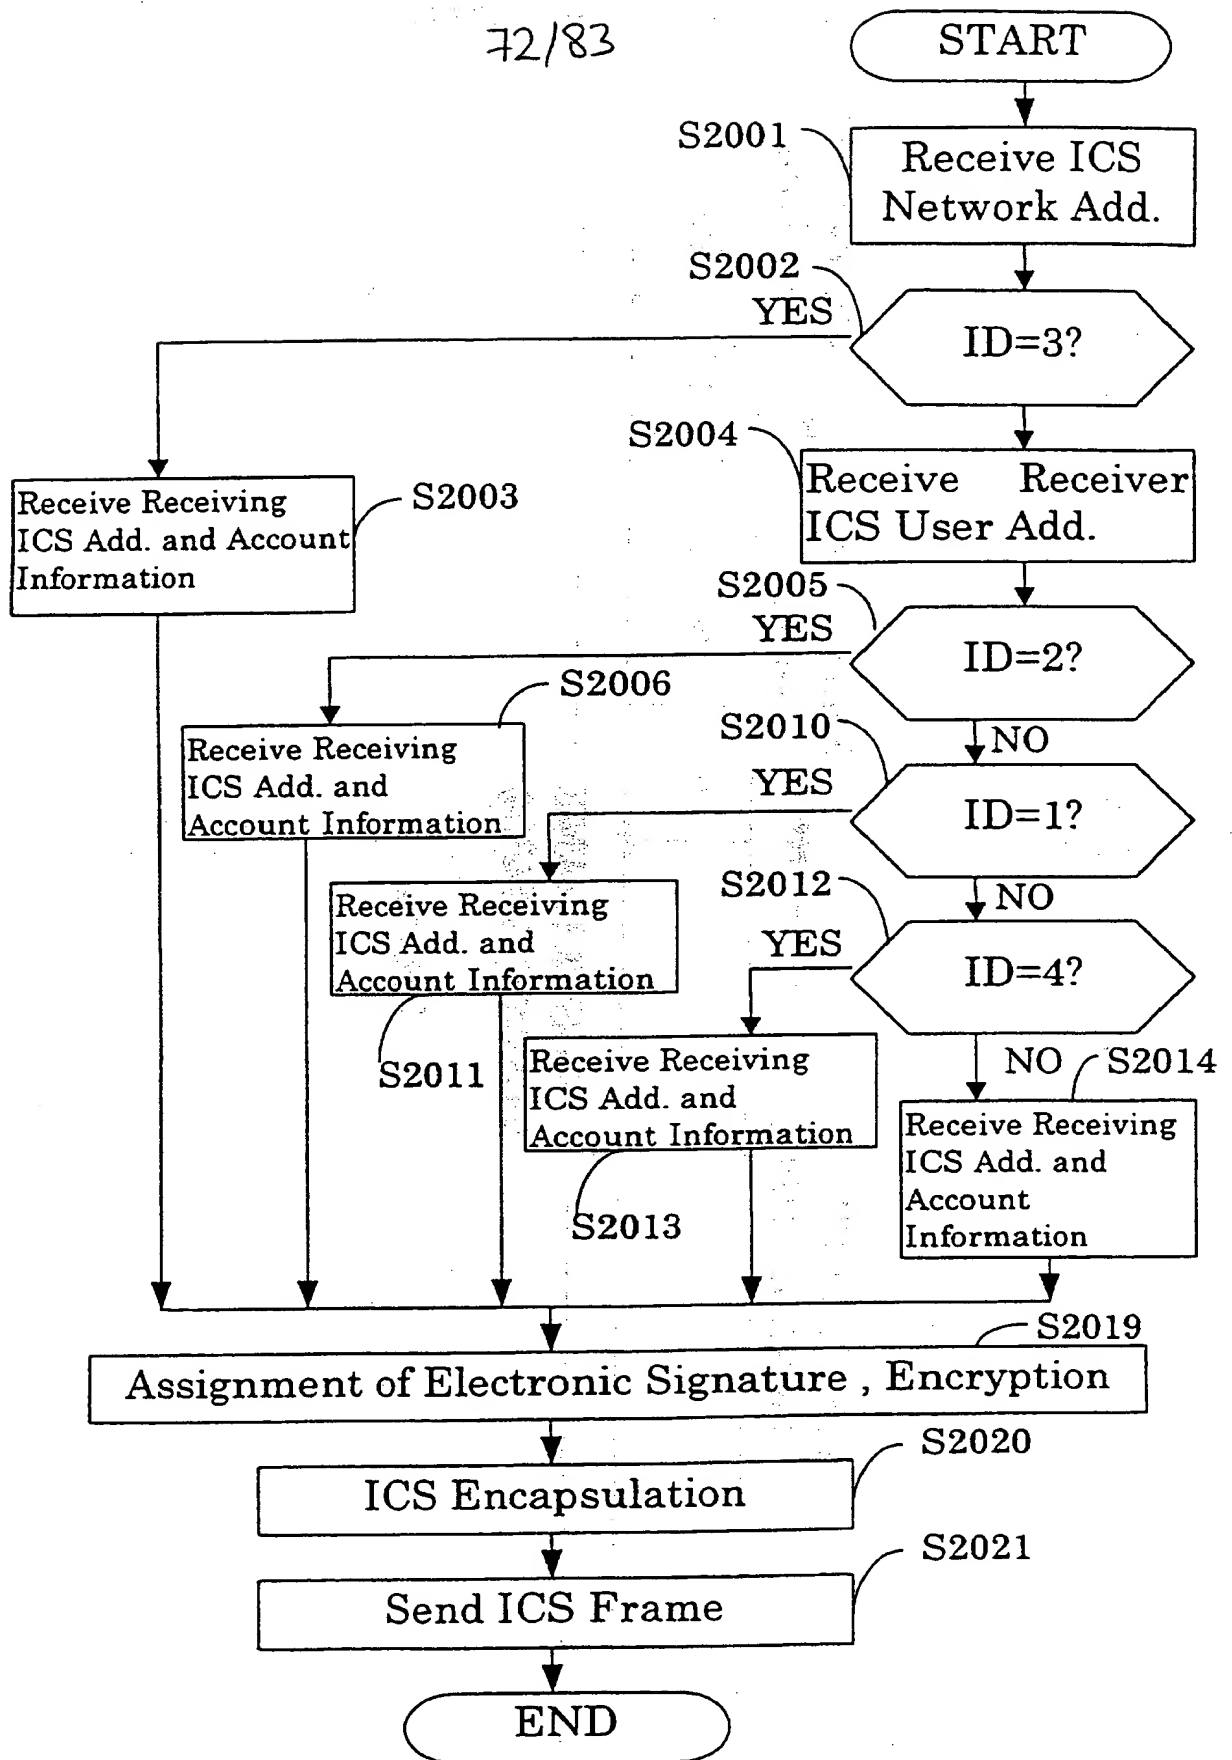 72/83
START
S2001
Receive ICS
Network Add.
S2002
YES
ID=3?
S2004
Receive Receiver
ICS User Add.
Receive Receiving
ICS Add. and Account
Information
S2003
S2005
YES
ID=2?
S2006
Receive Receiving
ICS Add. and
Account Information
NO
S2010
YES
ID=1?
Receive Receiving
ICS Add. and
Account Information
S2011
NO
S2012
YES
ID=4?
Receive Receiving
ICS Add. and
Account Information
S2013
NO
S2014
Receive Receiving
ICS Add. and
Account
Information
S2019
Assignment of Electronic Signature , Encryption
S2020
ICS Encapsulation
S2021
Send ICS Frame
END